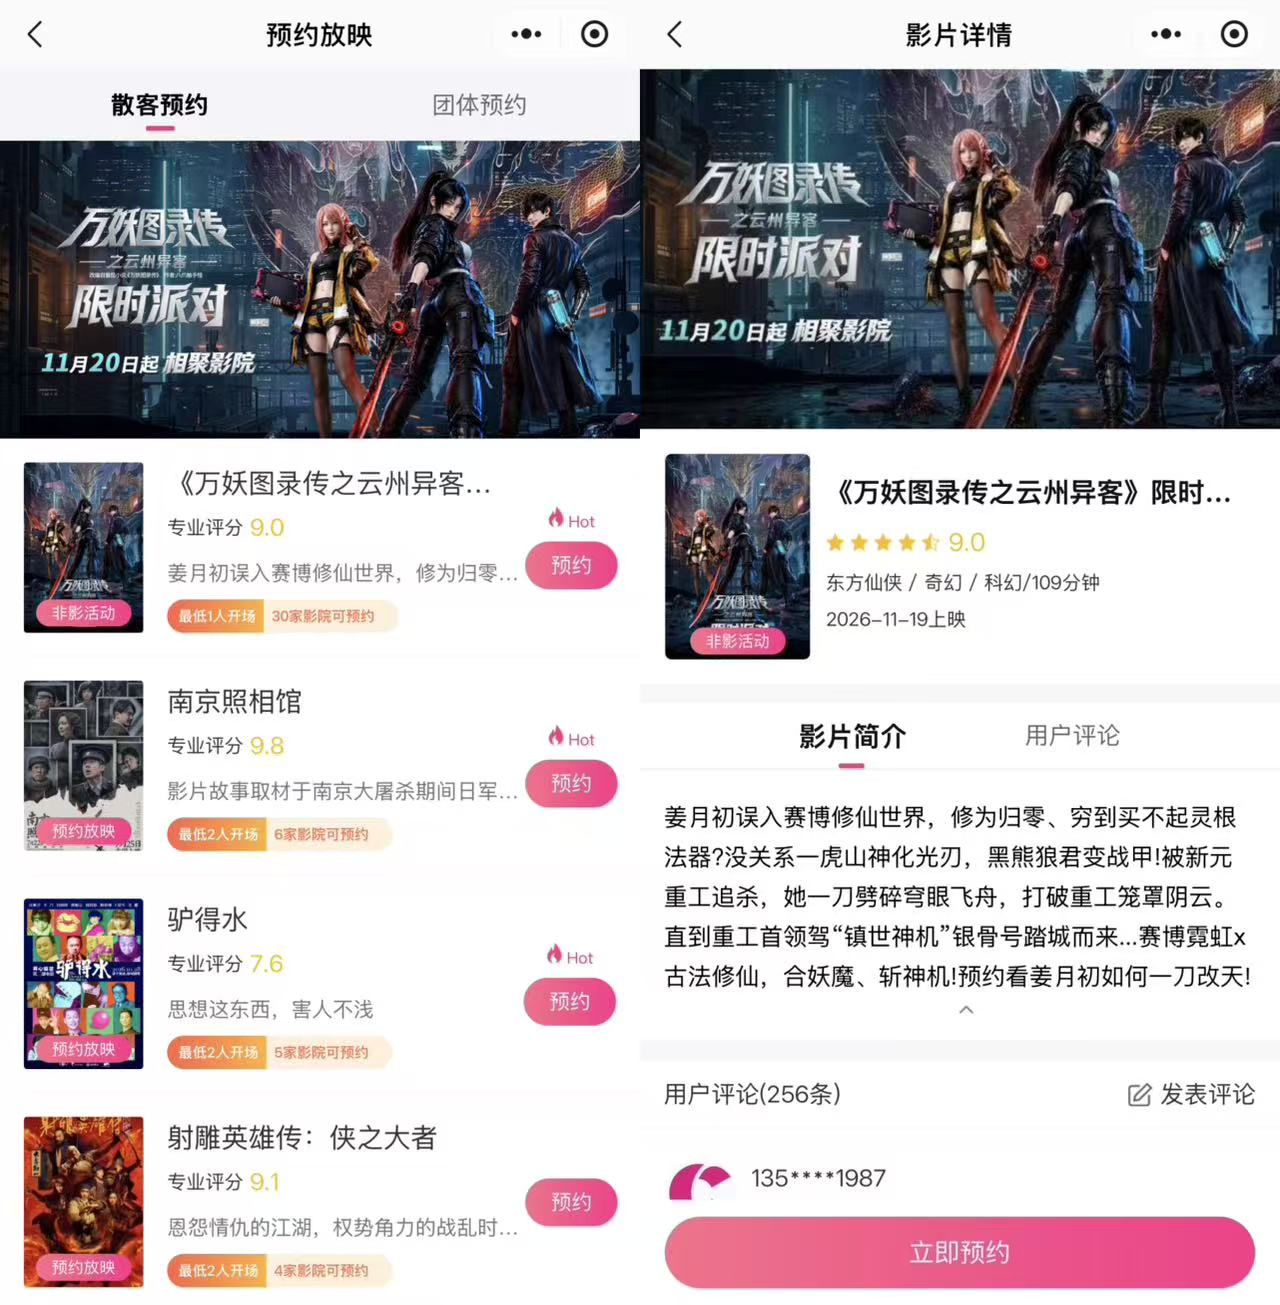 预约放映
散客预约
团体预约
万妖图录传
之云州异客
限时派对
11月20日起 相聚影院
万妖图录传
非影活动
《万妖图录传之云州异客...
专业评分 9.0
姜月初误入赛博修仙世界，修为归零...
最低1人开场 30家影院可预约
Hot
预约
预约放映
南京照相馆
专业评分 9.8
影片故事取材于南京大屠杀期间日军...
最低2人开场 6家影院可预约
Hot
预约
驴得水
预约放映
驴得水
专业评分 7.6
思想这东西，害人不浅
最低2人开场 5家影院可预约
Hot
预约
预约放映
射雕英雄传：侠之大者
专业评分 9.1
恩怨情仇的江湖，权势角力的战乱时...
最低2人开场 4家影院可预约
预约
影片详情
万妖图录传
之云州异客
限时派对
11月20日起 相聚影院
万妖图录传
非影活动
《万妖图录传之云州异客》限时...
9.0
东方仙侠 / 奇幻 / 科幻/109分钟
2026-11-19上映
影片简介
用户评论
姜月初误入赛博修仙世界，修为归零、穷到买不起灵根
法器?没关系一虎山神化光刃，黑熊狼君变战甲!被新元
重工追杀，她一刀劈碎穹眼飞舟，打破重工笼罩阴云。
直到重工首领驾“镇世神机”银骨号踏城而来...赛博霓虹x
古法修仙，合妖魔、斩神机!预约看姜月初如何一刀改天!
用户评论(256条)
发表评论
135****1987
立即预约